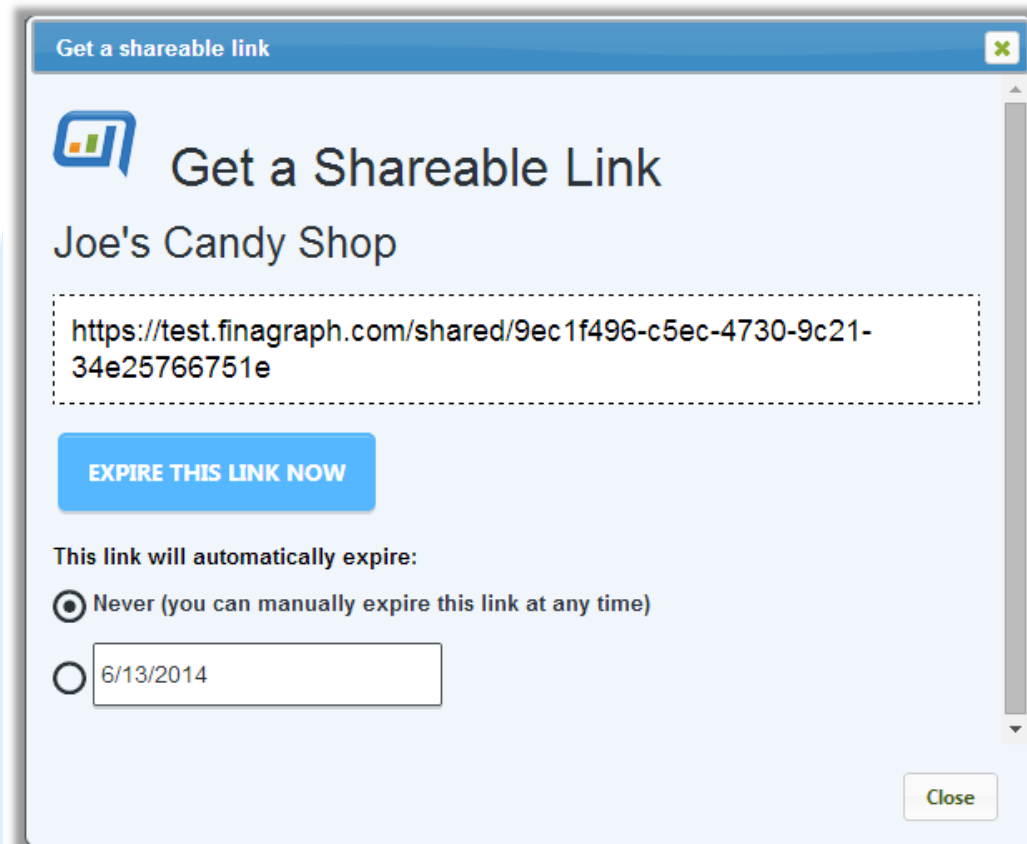 Get a shareable link
Get a Shareable Link
Joe's Candy Shop
https://test.finagraph.com/shared/9ec1f496-c5ec-4730-9c21-
34e25766751e
EXPIRE THIS LINK NOW
This link will automatically expire:
Never (you can manually expire this link at any time)
6/13/2014
Close